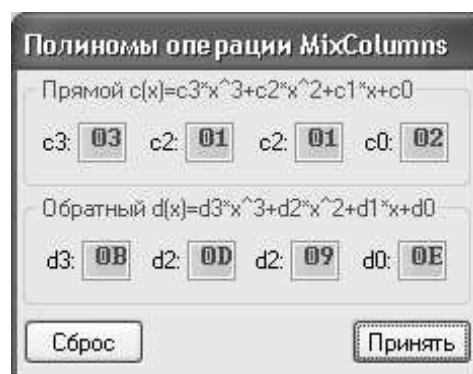 Полиномы операции MixColumns
Прямой c(x)=c3*x^3+c2*x^2+c1*x+c0
c3: 03 c2: 01 c2: 01 c0: 02
Обратный d(x)=d3*x^3+d2*x^2+d1*x+d0
d3: 0B d2: 0D d2: 09 d0: 0E
Сброс Принять